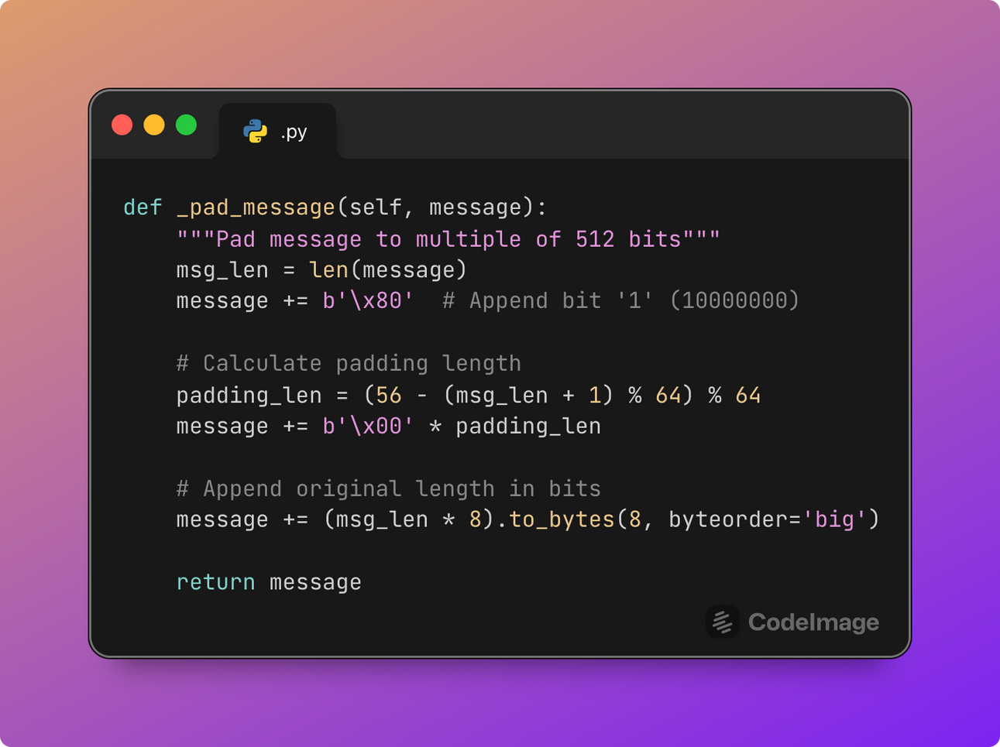 .py
def _pad_message(self, message):
    """Pad message to multiple of 512 bits"""
    msg_len = len(message)
    message += b'\x80'  # Append bit '1' (10000000)

    # Calculate padding length
    padding_len = (56 - (msg_len + 1) % 64) % 64
    message += b'\x00' * padding_len

    # Append original length in bits
    message += (msg_len * 8).to_bytes(8, byteorder='big')

    return message
CodeImage